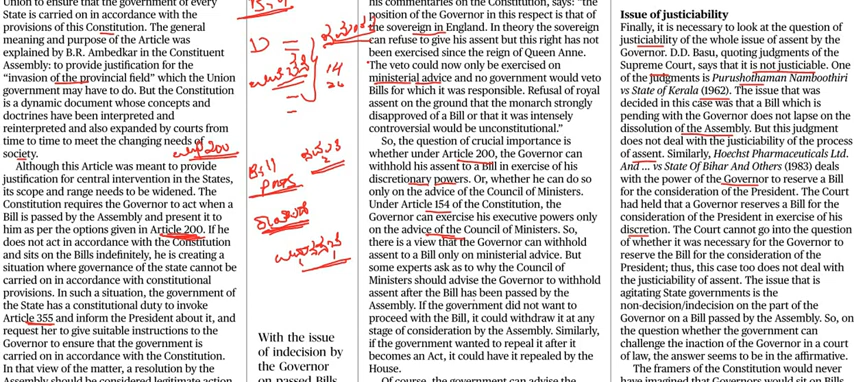 Union to ensure that the government of every
State is carried on in accordance with the
provisions of this Constitution. The general
meaning and purpose of the Article was
explained by B.R. Ambedkar in the Constituent
Assembly: to provide justification for the
“invasion of the provincial field” which the Union
government may have to do. But the Constitution
is a dynamic document whose concepts and
doctrines have been interpreted and
reinterpreted and also expanded by courts from
time to time to meet the changing needs of
society.
Although this Article was meant to provide
justification for central intervention in the States,
its scope and range needs to be widened. The
Constitution requires the Governor to act when a
Bill is passed by the Assembly and present it to
him as per the options given in Article 200. If he
does not act in accordance with the Constitution
and sits on the Bills indefinitely, he is creating a
situation where governance of the state cannot be
carried on in accordance with constitutional
provisions. In such a situation, the government of
the State has a constitutional duty to invoke
Article 355 and inform the President about it, and
request her to give suitable instructions to the
Governor to ensure that the government is
carried on in accordance with the Constitution.
In that view of the matter, a resolution by the
Assembly should be considered legitimate action
200
14
Bill
With the issue
of indecision by
the Governor
on passed Bills
his commentaries on the Constitution, says: “the
position of the Governor in this respect is that of
the sovereign in England. In theory the sovereign
can refuse to give his assent but this right has not
been exercised since the reign of Queen Anne.
The veto could now only be exercised on
ministerial advice and no government would veto
Bills for which it was responsible. Refusal of royal
assent on the ground that the monarch strongly
disapproved of a Bill or that it was intensely
controversial would be unconstitutional.”
So, the question of crucial importance is
whether under Article 200, the Governor can
withhold his assent to a Bill in exercise of his
discretionary powers. Or, whether he can do so
only on the advice of the Council of Ministers.
Under Article 154 of the Constitution, the
Governor can exercise his executive powers only
on the advice of the Council of Ministers. So,
there is a view that the Governor can withhold
assent to a Bill only on ministerial advice. But
some experts ask as to why the Council of
Ministers should advise the Governor to withhold
assent after the Bill has been passed by the
Assembly. If the government did not want to
proceed with the Bill, it could withdraw it at any
stage of consideration by the Assembly. Similarly,
if the government wanted to repeal it after it
becomes an Act, it could have it repealed by the
House.
Of course, the government can advise the
Issue of justiciability
Finally, it is necessary to look at the question of
justiciability of the whole issue of assent by the
Governor. D.D. Basu, quoting judgments of the
Supreme Court, says that it is not justiciable. One
of the judgments is Purushothaman Namboothiri
vs State of Kerala (1962). The issue that was
decided in this case was that a Bill which is
pending with the Governor does not lapse on the
dissolution of the Assembly. But this judgment
does not deal with the justiciability of the process
of assent. Similarly, Hoechst Pharmaceuticals Ltd.
And ... vs State Of Bihar And Others (1983) deals
with the power of the Governor to reserve a Bill
for the consideration of the President. The Court
had held that a Governor reserves a Bill for the
consideration of the President in exercise of his
discretion. The Court cannot go into the question
of whether it was necessary for the Governor to
reserve the Bill for the consideration of the
President; thus, this case too does not deal with
the justiciability of assent. The issue that is
agitating State governments is the
non-decision/indecision on the part of the
Governor on a Bill passed by the Assembly. So, on
the question whether the government can
challenge the inaction of the Governor in a court
of law, the answer seems to be in the affirmative.
The framers of the Constitution would never
have imagined that Governors would sit on Bills